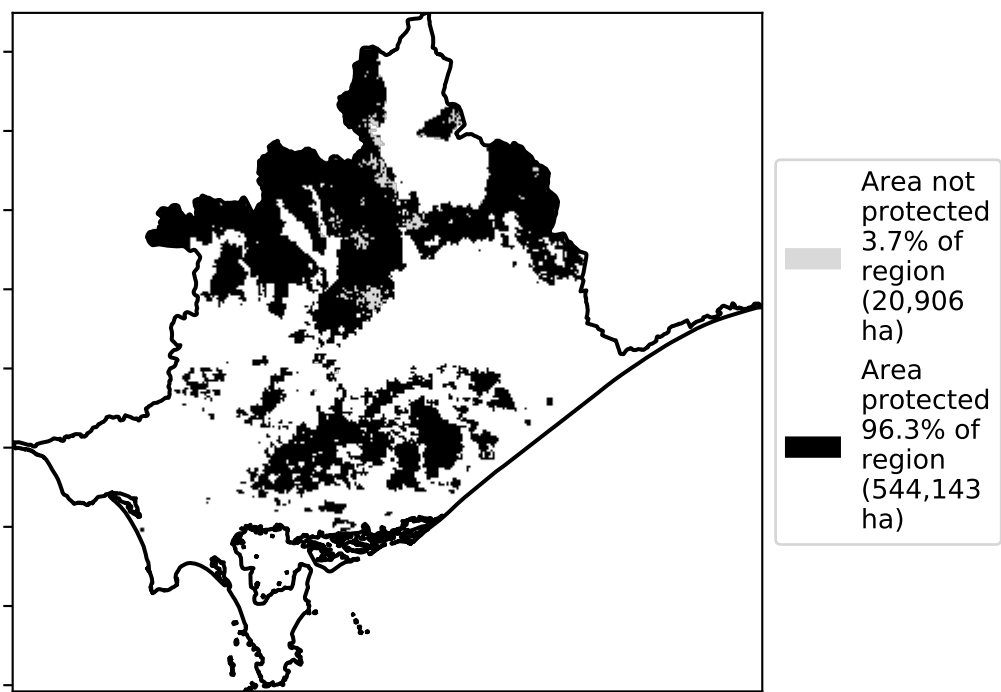 Area not
protected
3.7% of
region
(20,906
ha)
Area
protected
96.3% of
region
(544,143
ha)